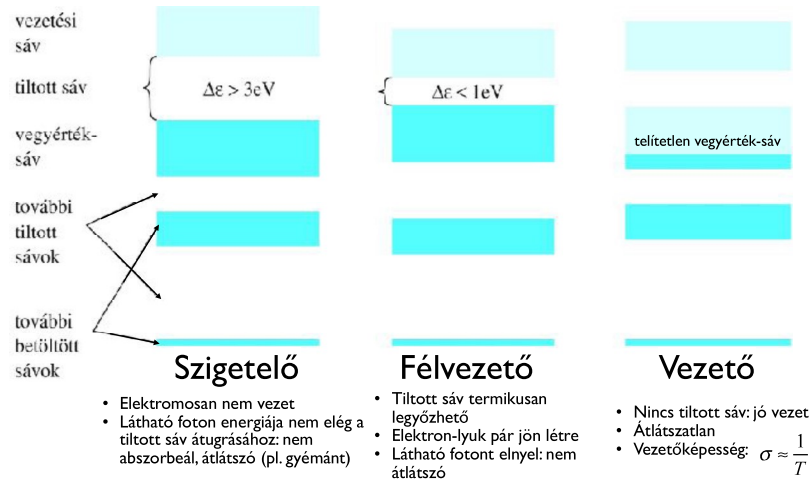 vezetési
sáv
tiltott sáv
Δε > 3eV
Δε < 1eV
vegyérték-
sáv
telítetlen vegyérték-sáv
további
tiltott
sávok
további
betöltött
sávok
Szigetelő
• Elektromosan nem vezet
• Látható foton energiája nem elég a
tiltott sáv átugrásához: nem
abszorbeál, átlátszó (pl. gyémánt)
Félvezető
• Tiltott sáv termikusan
legyőzhető
• Elektron-lyuk pár jön létre
• Látható fotont elnyel: nem
átlátszó
Vezető
• Nincs tiltott sáv: jó vezet
• Átlátszatlan
• Vezetőképesség: σ ≈ 1/T